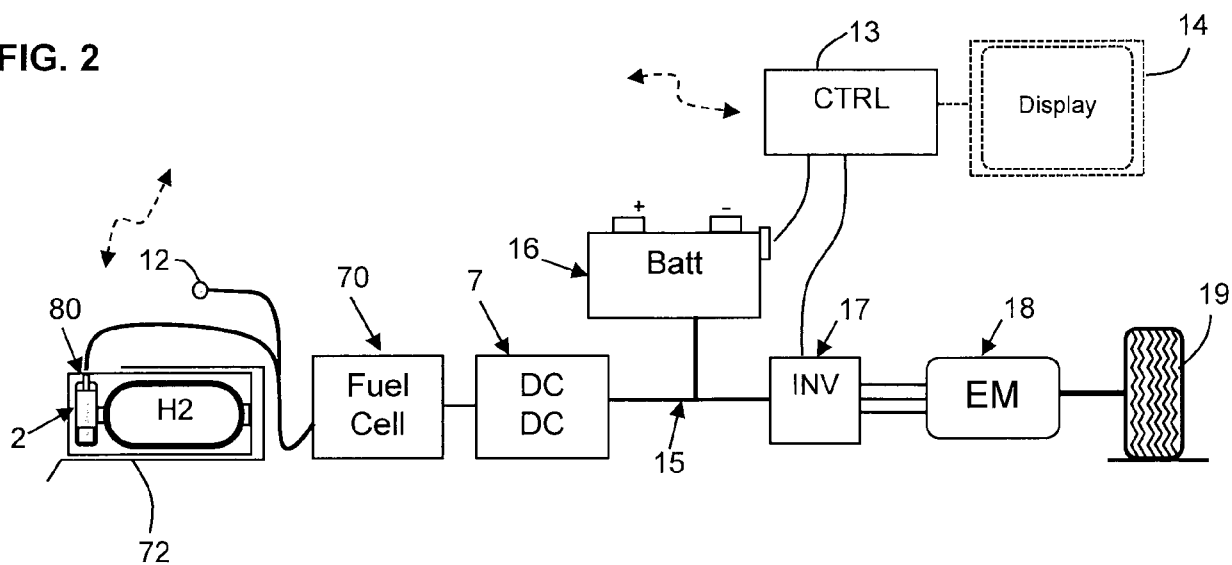 FIG. 2
13
14
CTRL
Display
+
–
16
Batt
12
80
70
7
17
18
19
H2
Fuel
Cell
DC
DC
INV
EM
2
15
72